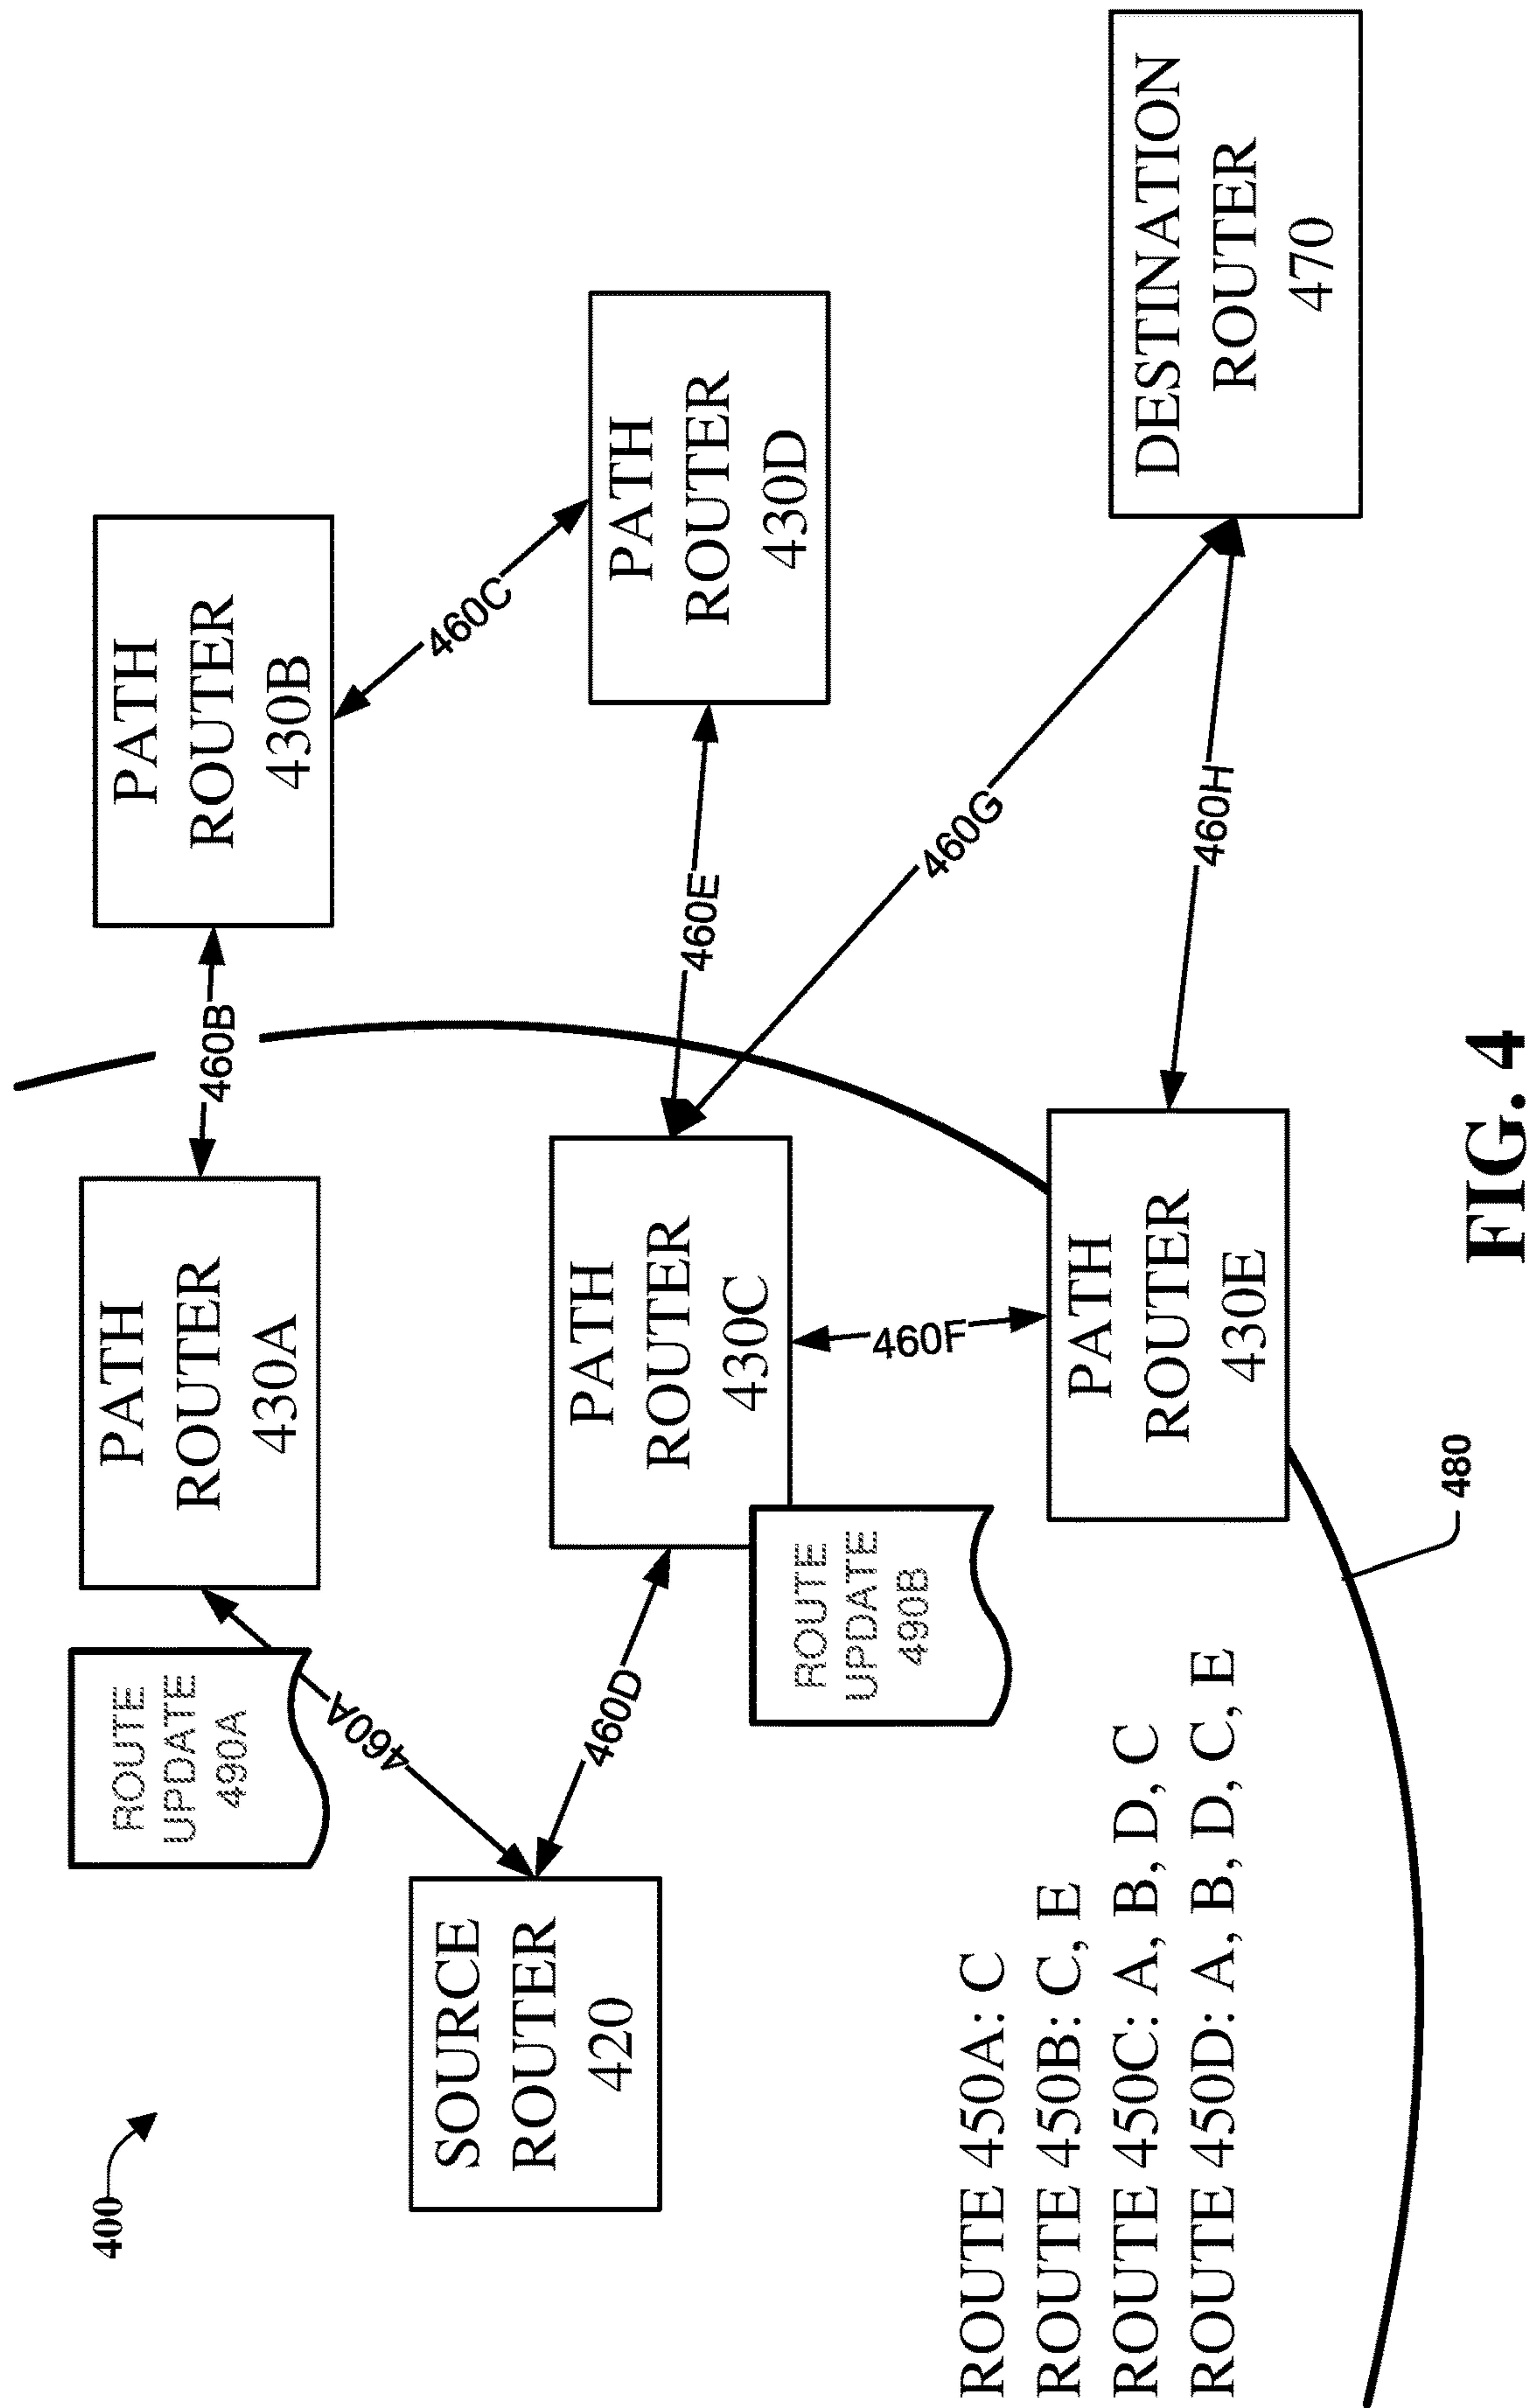 400
SOURCE
ROUTER
420
ROUTE
UPDATE
490A
460A
460D
PATH
ROUTER
430A
460B
PATH
ROUTER
430B
460C
PATH
ROUTER
430C
ROUTE
UPDATE
490B
460E
PATH
ROUTER
430D
460F
460G
PATH
ROUTER
430E
460H
DESTINATION
ROUTER
470
ROUTE 450A: C
ROUTE 450B: C, E
ROUTE 450C: A, B, D, C
ROUTE 450D: A, B, D, C, E
480
FIG. 4